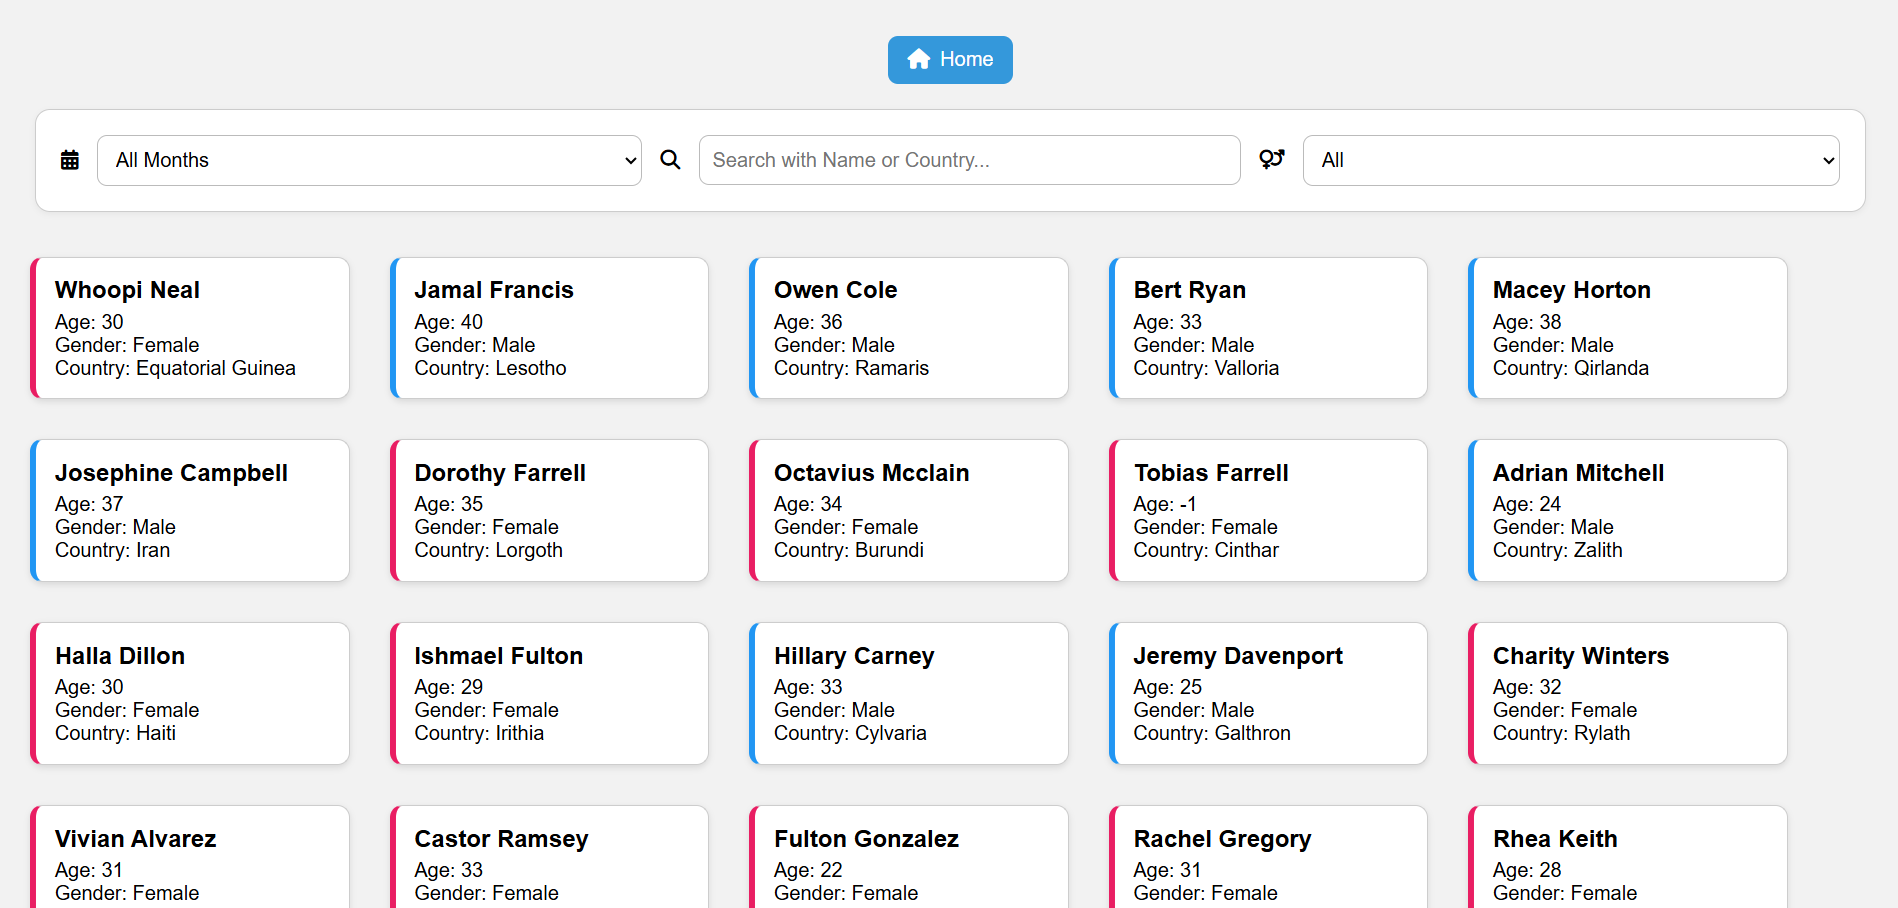 Home
All Months
Search with Name or Country...
All
Whoopi Neal
Age: 30
Gender: Female
Country: Equatorial Guinea
Jamal Francis
Age: 40
Gender: Male
Country: Lesotho
Owen Cole
Age: 36
Gender: Male
Country: Ramaris
Bert Ryan
Age: 33
Gender: Male
Country: Valloria
Macey Horton
Age: 38
Gender: Male
Country: Qirlanda
Josephine Campbell
Age: 37
Gender: Male
Country: Iran
Dorothy Farrell
Age: 35
Gender: Female
Country: Lorgoth
Octavius Mcclain
Age: 34
Gender: Female
Country: Burundi
Tobias Farrell
Age: -1
Gender: Female
Country: Cinthar
Adrian Mitchell
Age: 24
Gender: Male
Country: Zalith
Halla Dillon
Age: 30
Gender: Female
Country: Haiti
Ishmael Fulton
Age: 29
Gender: Female
Country: Irithia
Hillary Carney
Age: 33
Gender: Male
Country: Cylvaria
Jeremy Davenport
Age: 25
Gender: Male
Country: Galthron
Charity Winters
Age: 32
Gender: Female
Country: Rylath
Vivian Alvarez
Age: 31
Gender: Female
Castor Ramsey
Age: 33
Gender: Female
Fulton Gonzalez
Age: 22
Gender: Female
Rachel Gregory
Age: 31
Gender: Female
Rhea Keith
Age: 28
Gender: Female